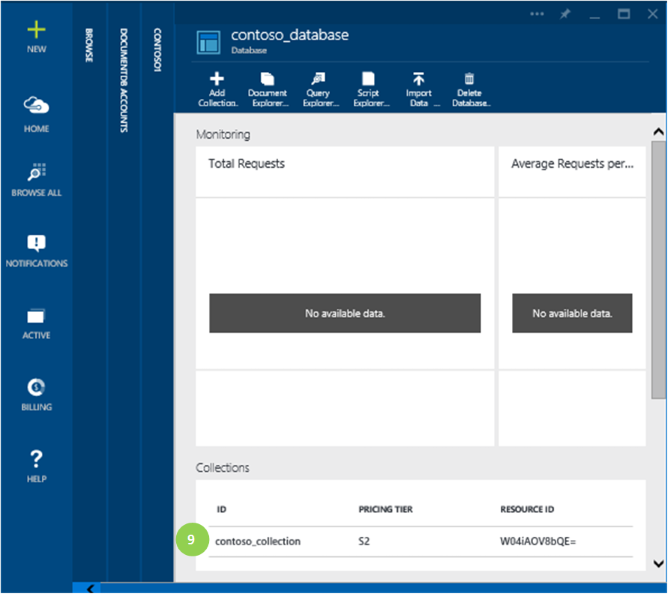 NEW
HOME
BROWSE ALL
NOTIFICATIONS
ACTIVE
BILLING
HELP
BROWSE
DOCUMENTDB ACCOUNTS
CONTOSO1
contoso_database
Database
Add Collection..
Document Explorer...
Query Explorer...
Script Explorer...
Import Data ...
Delete Database..
Monitoring
Total Requests
Average Requests per...
No available data.
No available data.
Collections
ID PRICING TIER RESOURCE ID
9 contoso_collection S2 W04iAOV8bQE=